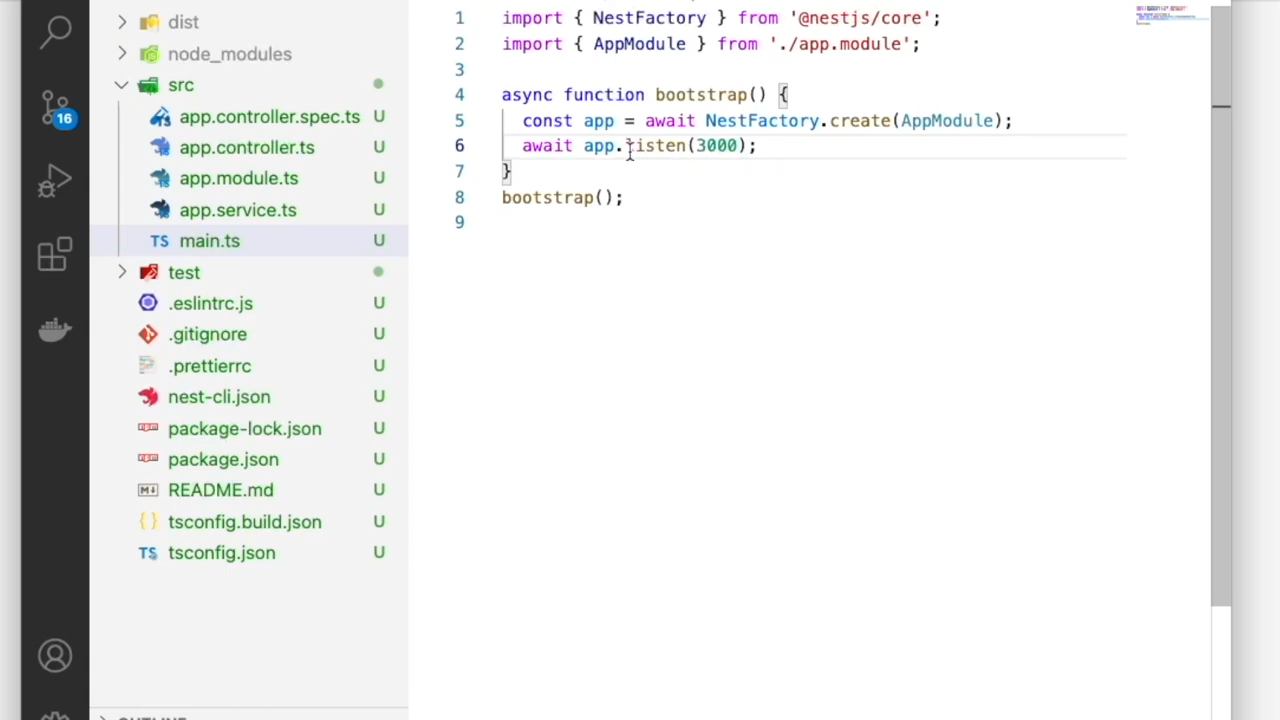 dist
node_modules
src
app.controller.spec.ts U
app.controller.ts U
app.module.ts U
app.service.ts U
TS main.ts U
test
.eslintrc.js U
.gitignore U
.prettierrc U
nest-cli.json U
package-lock.json U
package.json U
README.md U
{ } tsconfig.build.json U
TS tsconfig.json U
16
1 import { NestFactory } from '@nestjs/core';
2 import { AppModule } from './app.module';
3
4 async function bootstrap() {
5 const app = await NestFactory.create(AppModule);
6 await app.listen(3000);
7 }
8 bootstrap();
9